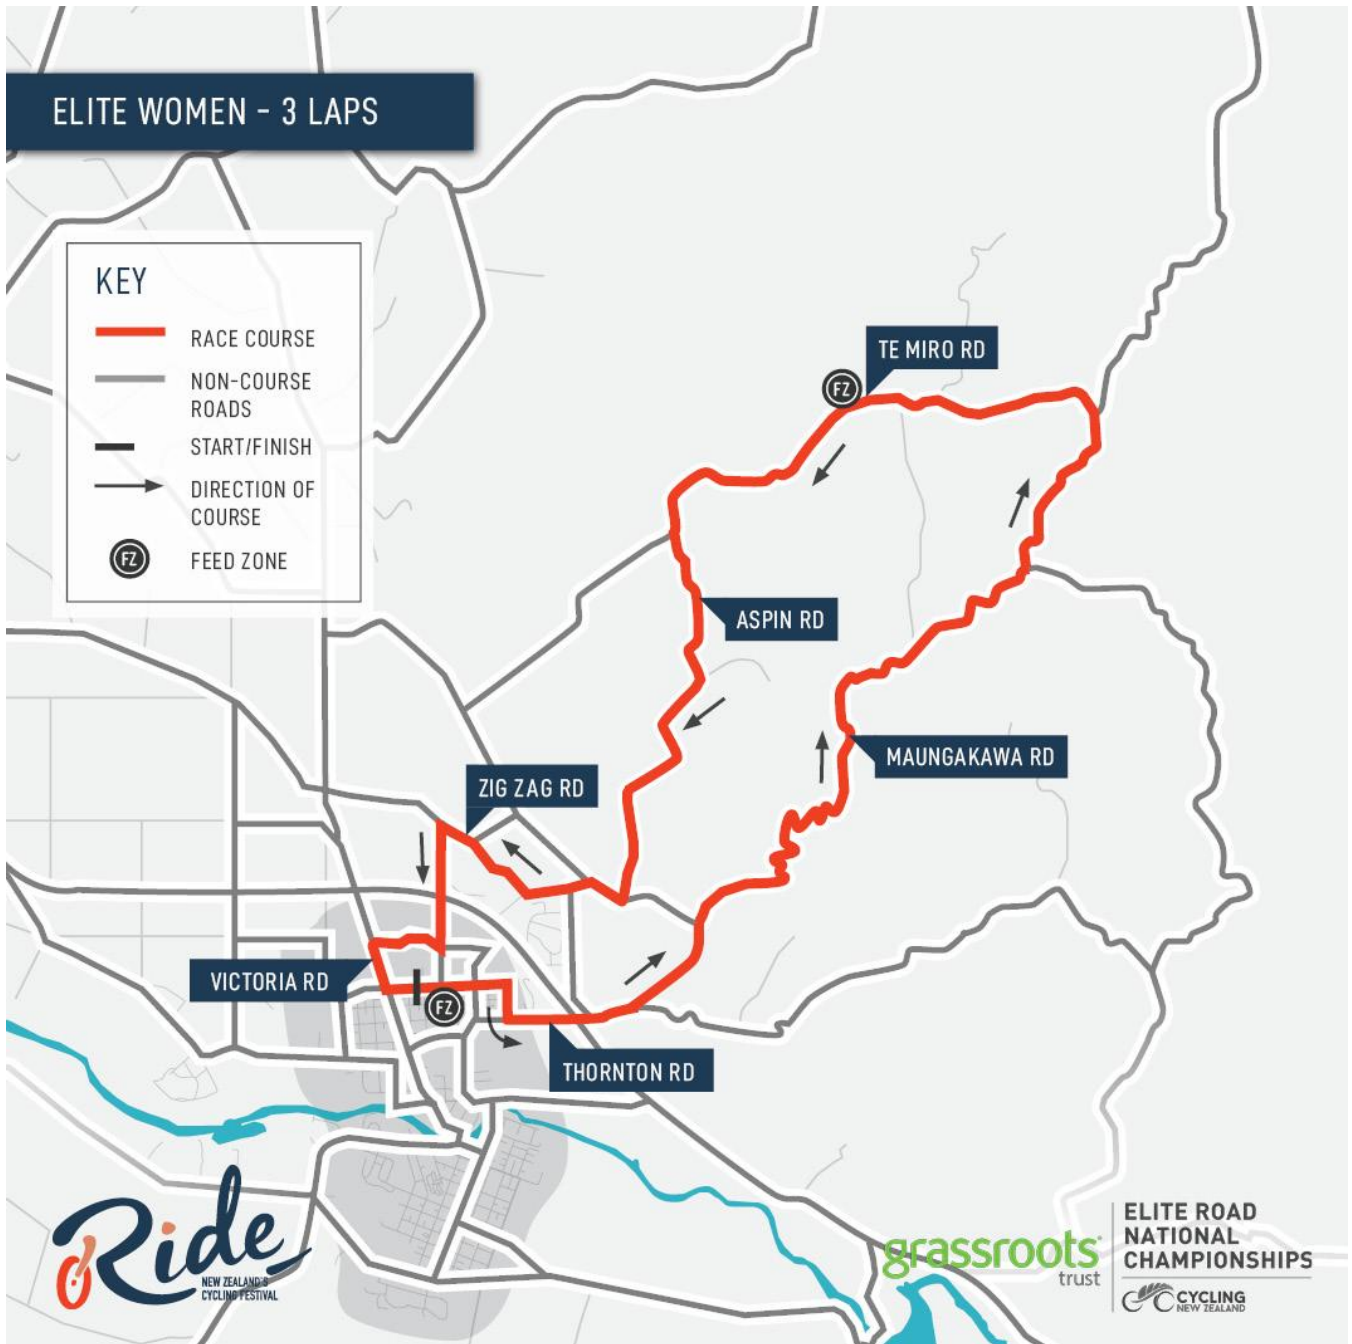 ELITE WOMEN - 3 LAPS
KEY
RACE COURSE
NON-COURSE
ROADS
START/FINISH
DIRECTION OF
COURSE
FZ
FEED ZONE
TE MIRO RD
FZ
ASPIN RD
MAUNGAKAWA RD
ZIG ZAG RD
VICTORIA RD
FZ
THORNTON RD
Ride
NEW ZEALAND'S
CYCLING FESTIVAL
grassroots
trust
ELITE ROAD
NATIONAL
CHAMPIONSHIPS
CYCLING
NEW ZEALAND